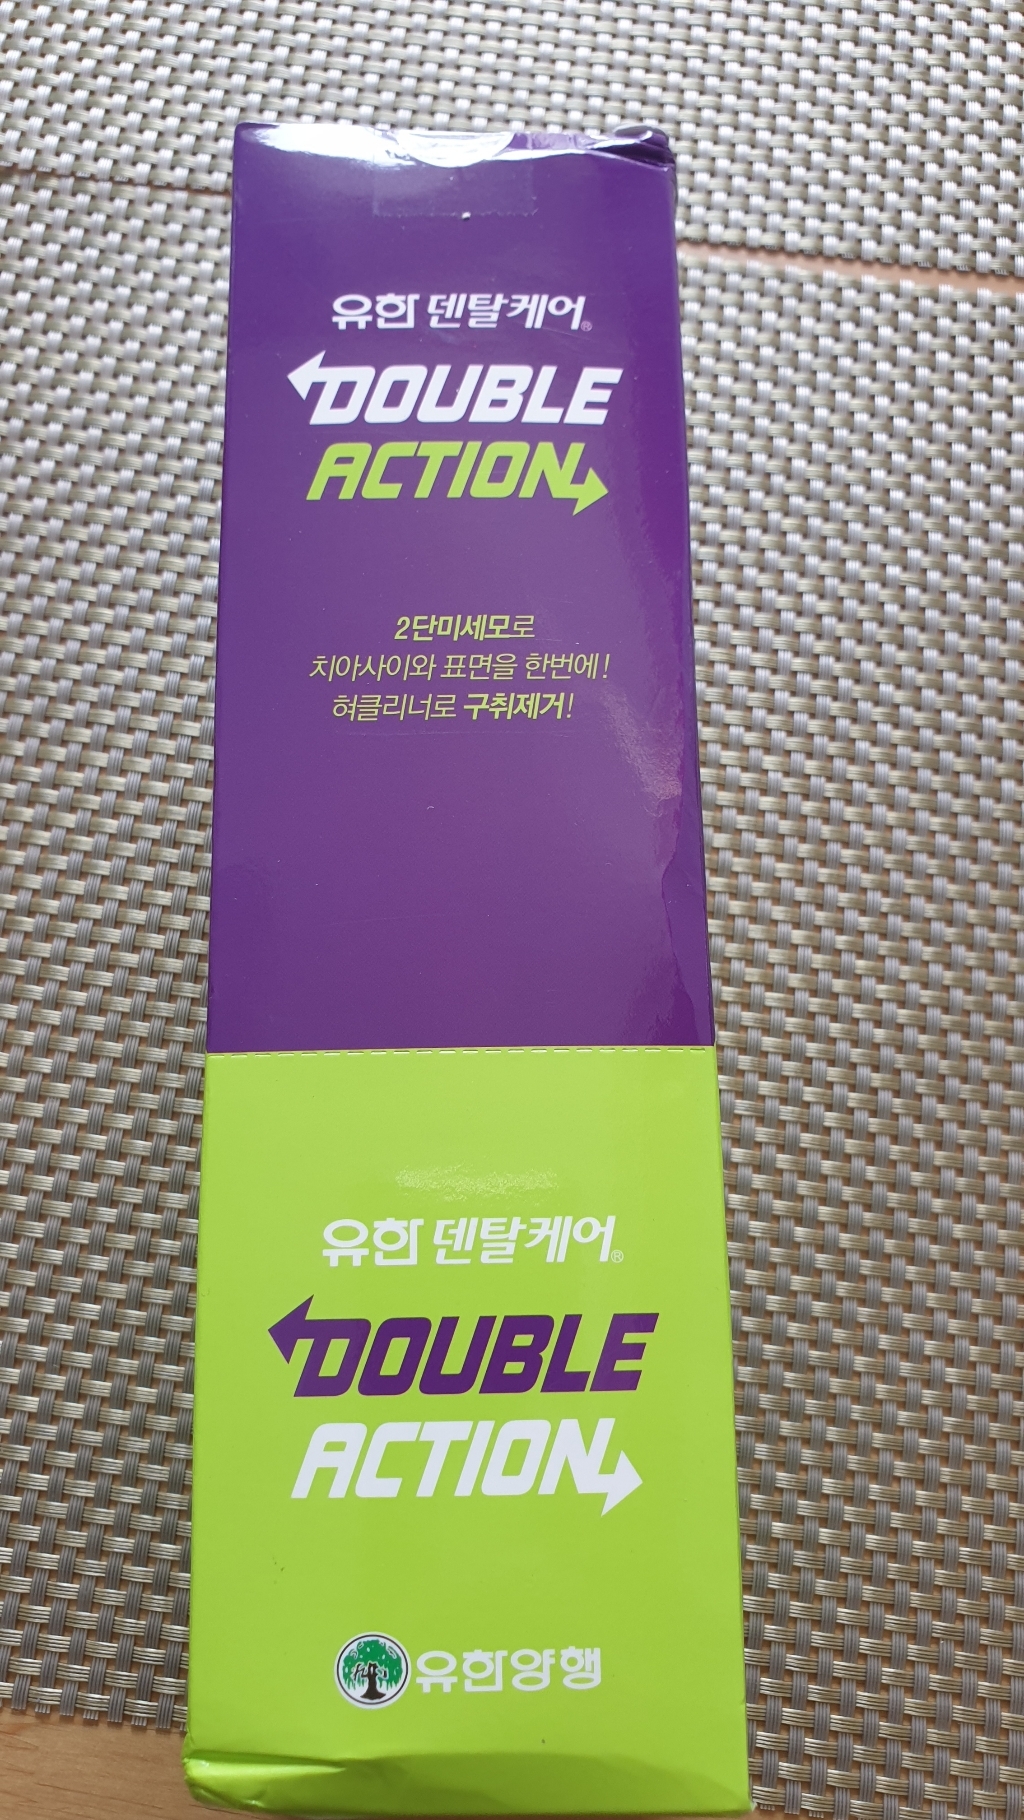 유한 덴탈케어®
DOUBLE
ACTION
2단미세모로
치아사이와 표면을 한번에!
혀클리너로 구취제거!
유한 덴탈케어®
DOUBLE
ACTION
유한양행